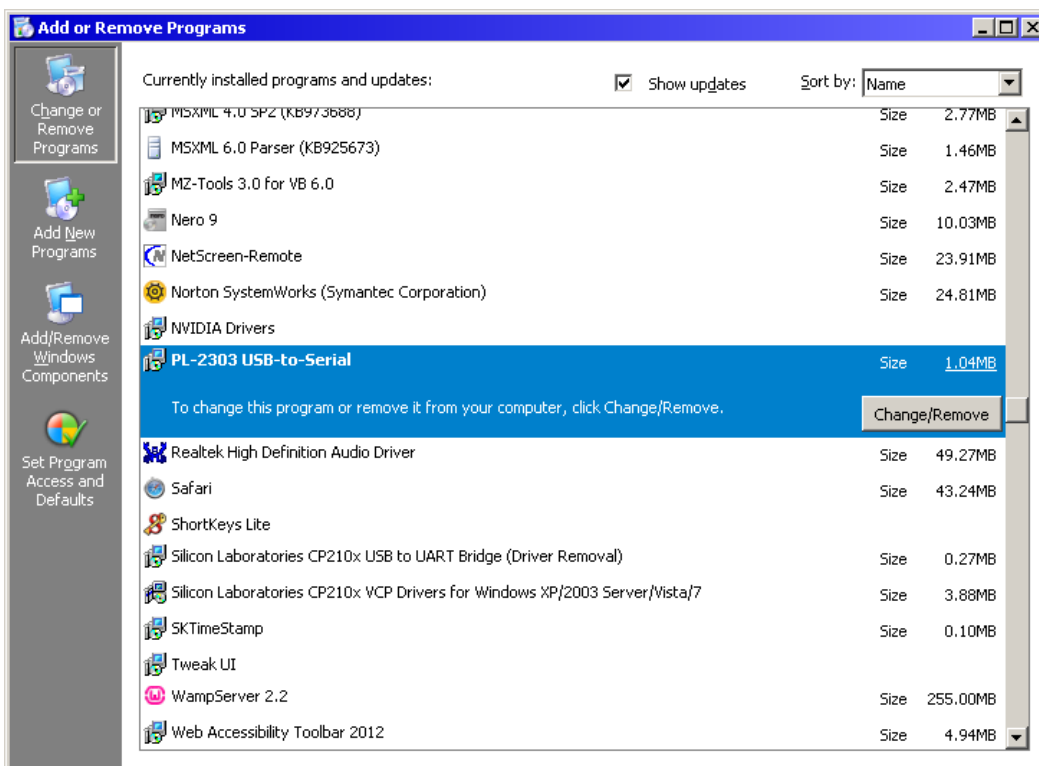 Add or Remove Programs
Change or
Remove
Programs
Add New
Programs
Add/Remove
Windows
Components
Set Program
Access and
Defaults
Currently installed programs and updates:
Show updates
Sort by: Name
MSXML 4.0 SP2 (KB973688) Size 2.77MB
MSXML 6.0 Parser (KB925673) Size 1.46MB
MZ-Tools 3.0 for VB 6.0 Size 2.47MB
Nero 9 Size 10.03MB
NetScreen-Remote Size 23.91MB
Norton SystemWorks (Symantec Corporation) Size 24.81MB
NVIDIA Drivers
PL-2303 USB-to-Serial Size 1.04MB
To change this program or remove it from your computer, click Change/Remove. Change/Remove
Realtek High Definition Audio Driver Size 49.27MB
Safari Size 43.24MB
ShortKeys Lite
Silicon Laboratories CP210x USB to UART Bridge (Driver Removal) Size 0.27MB
Silicon Laboratories CP210x VCP Drivers for Windows XP/2003 Server/Vista/7 Size 3.88MB
SKTimeStamp Size 0.10MB
Tweak UI
WampServer 2.2 Size 255.00MB
Web Accessibility Toolbar 2012 Size 4.94MB